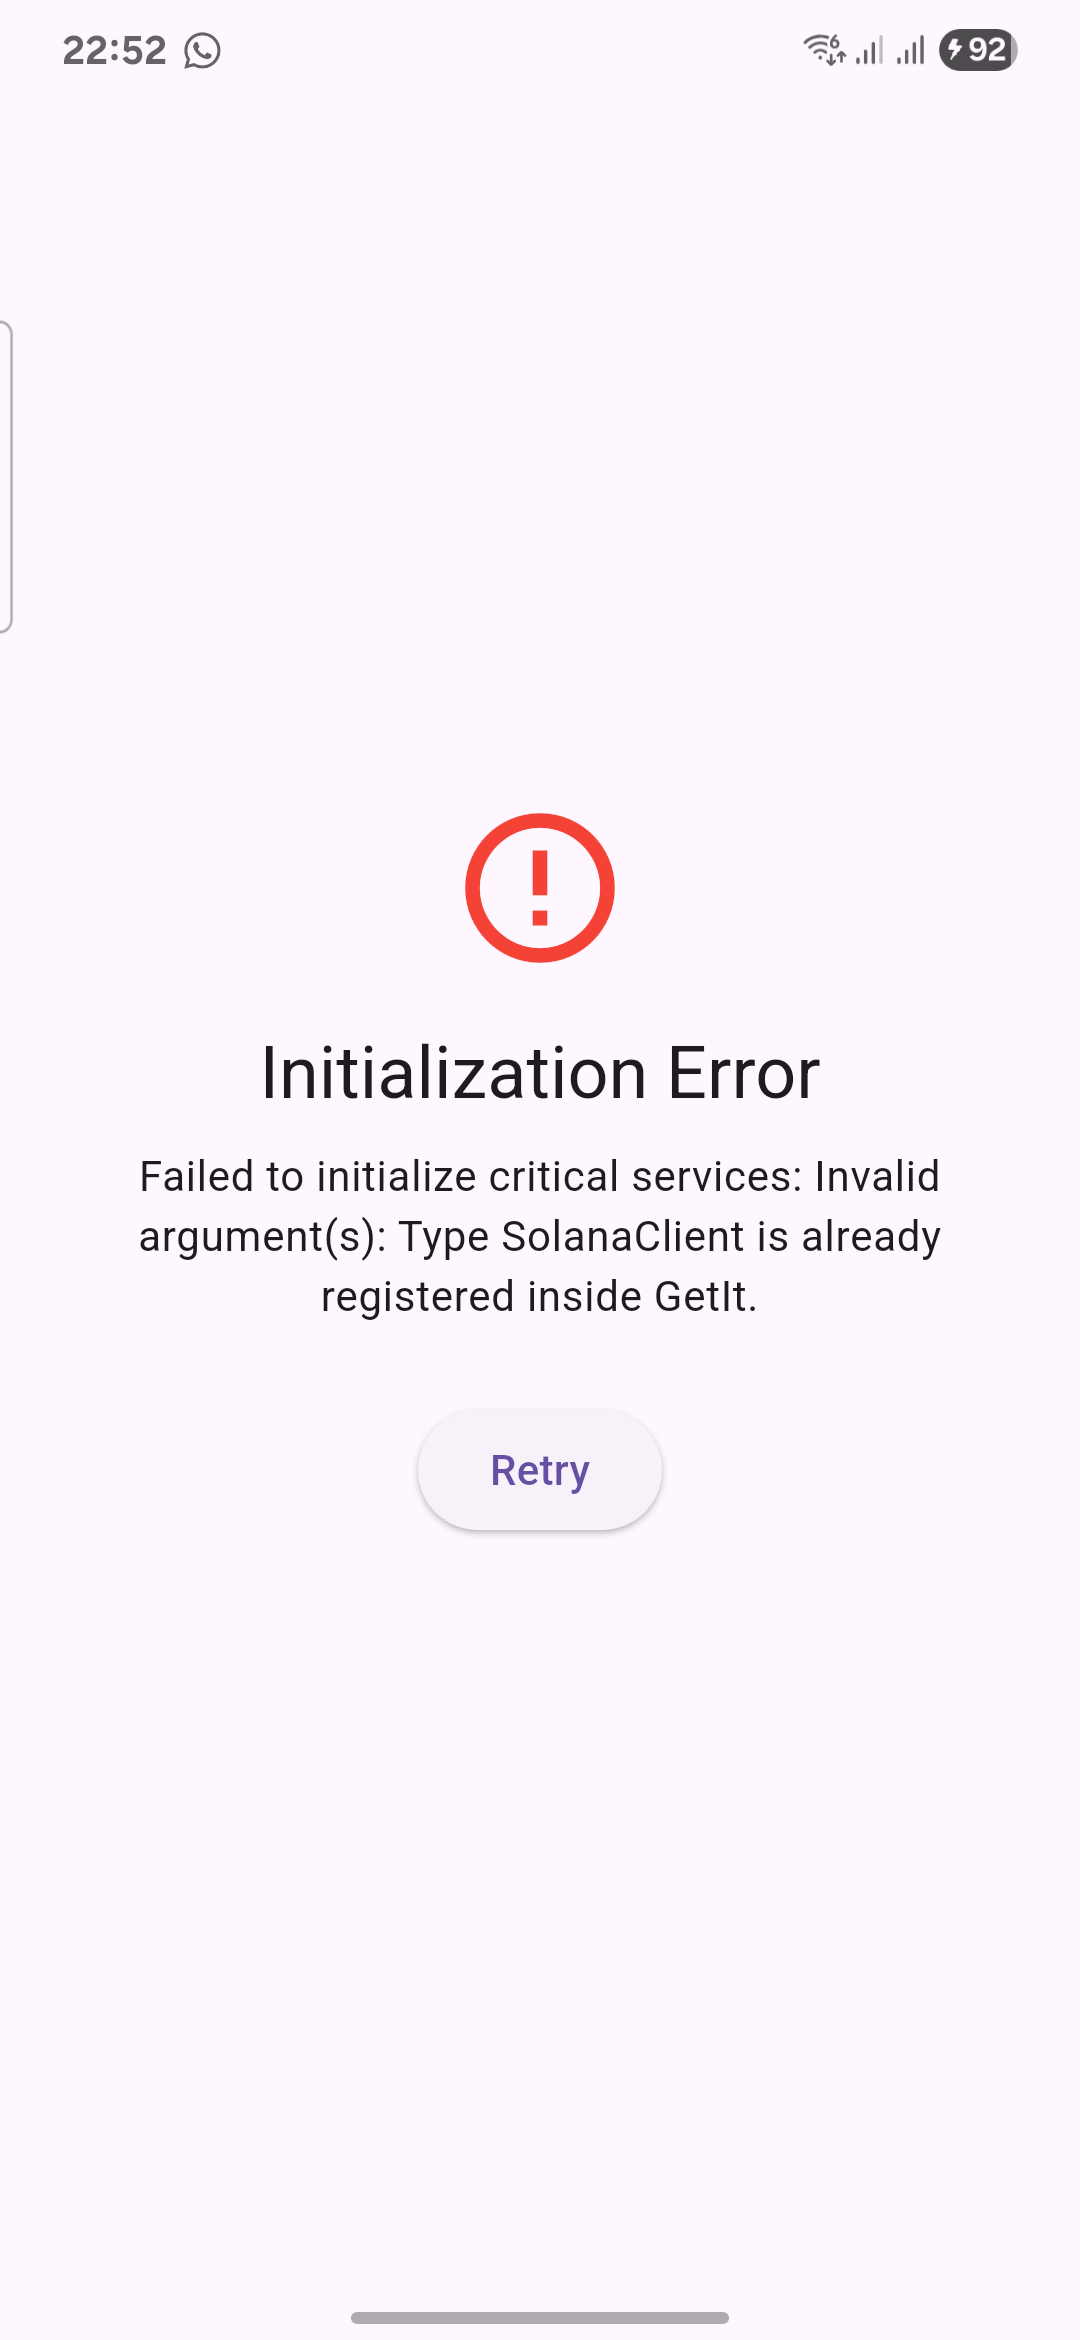 22:52
6
92
Initialization Error
Failed to initialize critical services: Invalid
argument(s): Type SolanaClient is already
registered inside GetIt.
Retry